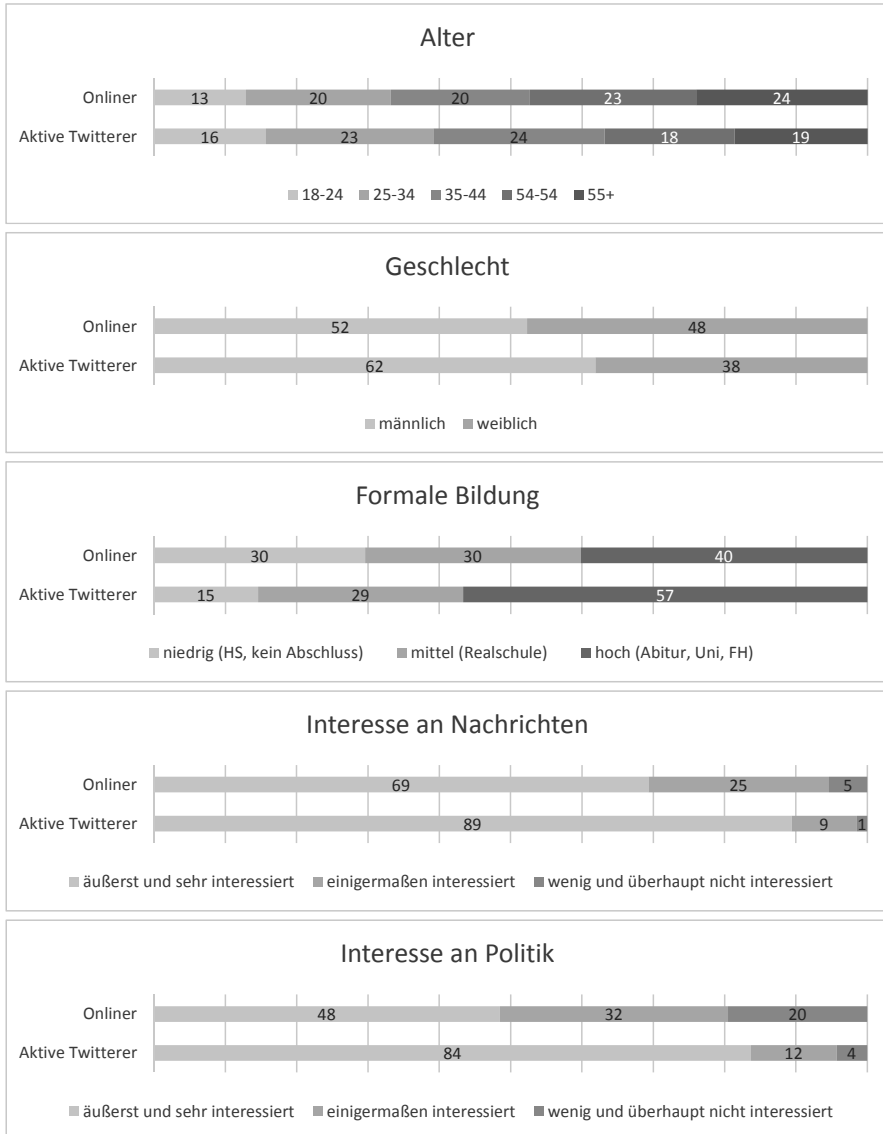 Alter
Onliner 13 20 20 23 24
Aktive Twitterer 16 23 24 18 19
18-24 25-34 35-44 54-54 55+
Geschlecht
Onliner 52 48
Aktive Twitterer 62 38
männlich weiblich
Formale Bildung
Onliner 30 30 40
Aktive Twitterer 15 29 57
niedrig (HS, kein Abschluss) mittel (Realschule) hoch (Abitur, Uni, FH)
Interesse an Nachrichten
Onliner 69 25 5
Aktive Twitterer 89 9 1
äußerst und sehr interessiert einigermaßen interessiert wenig und überhaupt nicht interessiert
Interesse an Politik
Onliner 48 32 20
Aktive Twitterer 84 12 4
äußerst und sehr interessiert einigermaßen interessiert wenig und überhaupt nicht interessiert